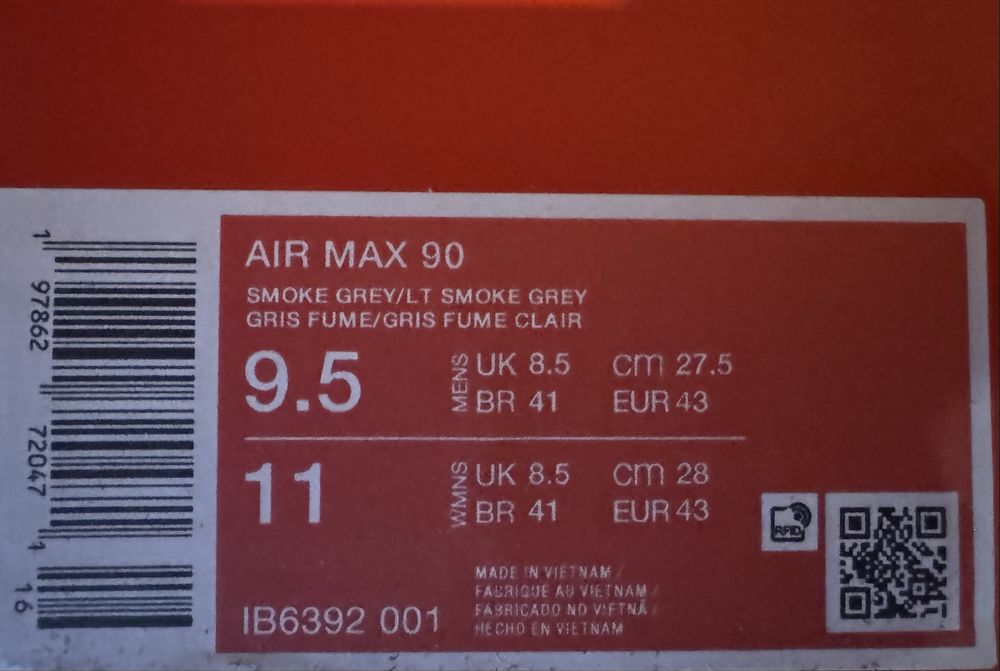 AIR MAX 90
SMOKE GREY/LT SMOKE GREY
GRIS FUME/GRIS FUME CLAIR
9.5 MENS UK 8.5 cm 27.5
BR 41 EUR 43
11 WMNS UK 8.5 cm 28
BR 41 EUR 43
RFID
MADE IN VIETNAM /
FABRIQUE AU VIETNAM /
FABRICADO NO VIETNÃ /
HECHO EN VIETNAM
IB6392 001
1 97862 72047 1 16